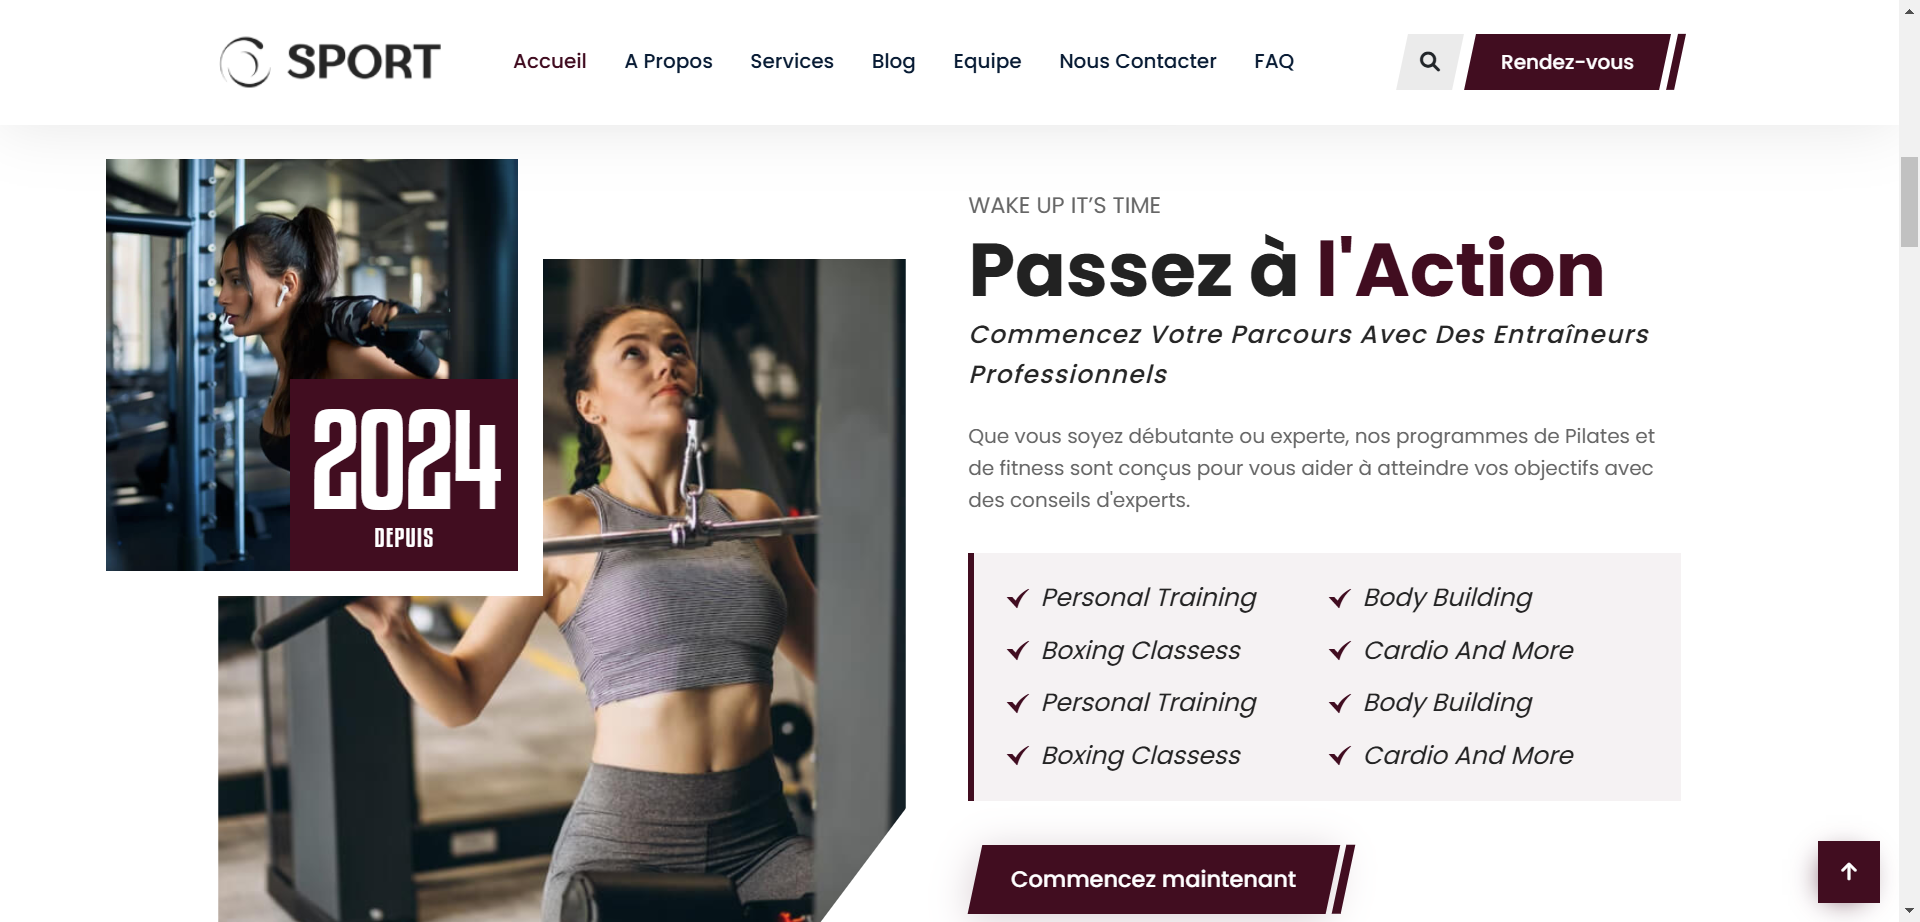 SPORT
Accueil
A Propos
Services
Blog
Equipe
Nous Contacter
FAQ
Rendez-vous
2024
DEPUIS
WAKE UP IT'S TIME
Passez à l'Action
Commencez Votre Parcours Avec Des Entraîneurs
Professionnels
Que vous soyez débutante ou experte, nos programmes de Pilates et
de fitness sont conçus pour vous aider à atteindre vos objectifs avec
des conseils d'experts.
Personal Training
Body Building
Boxing Classess
Cardio And More
Personal Training
Body Building
Boxing Classess
Cardio And More
Commencez maintenant